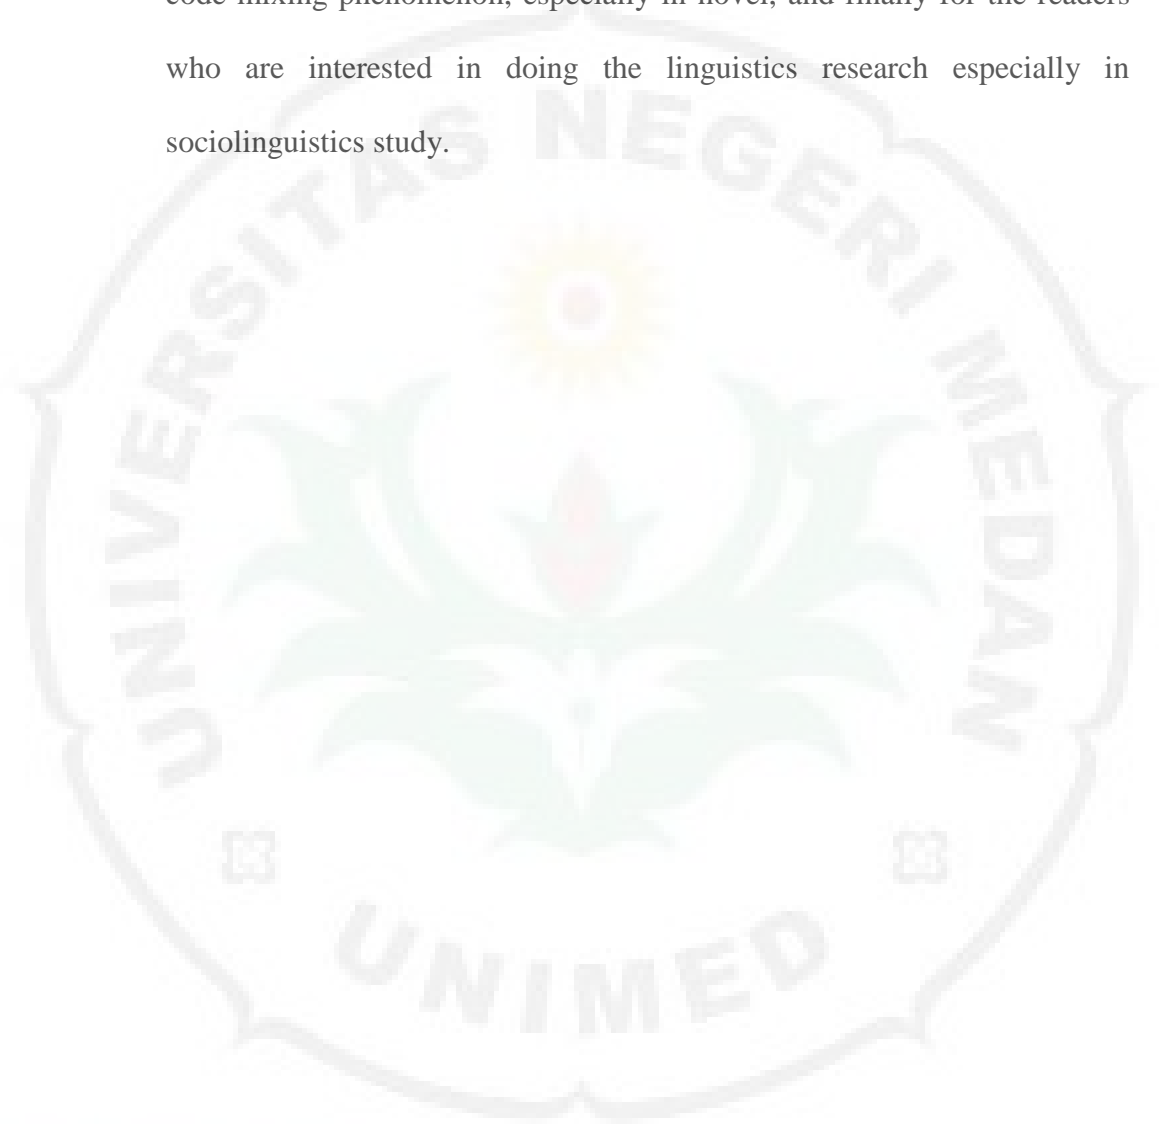 code mixing phenomenon, especially in novel, and finally for the readers
who are interested in doing the linguistics research especially in
sociolinguistics study.
UNIVERSITAS NEGERI MEDAN
UNIMED